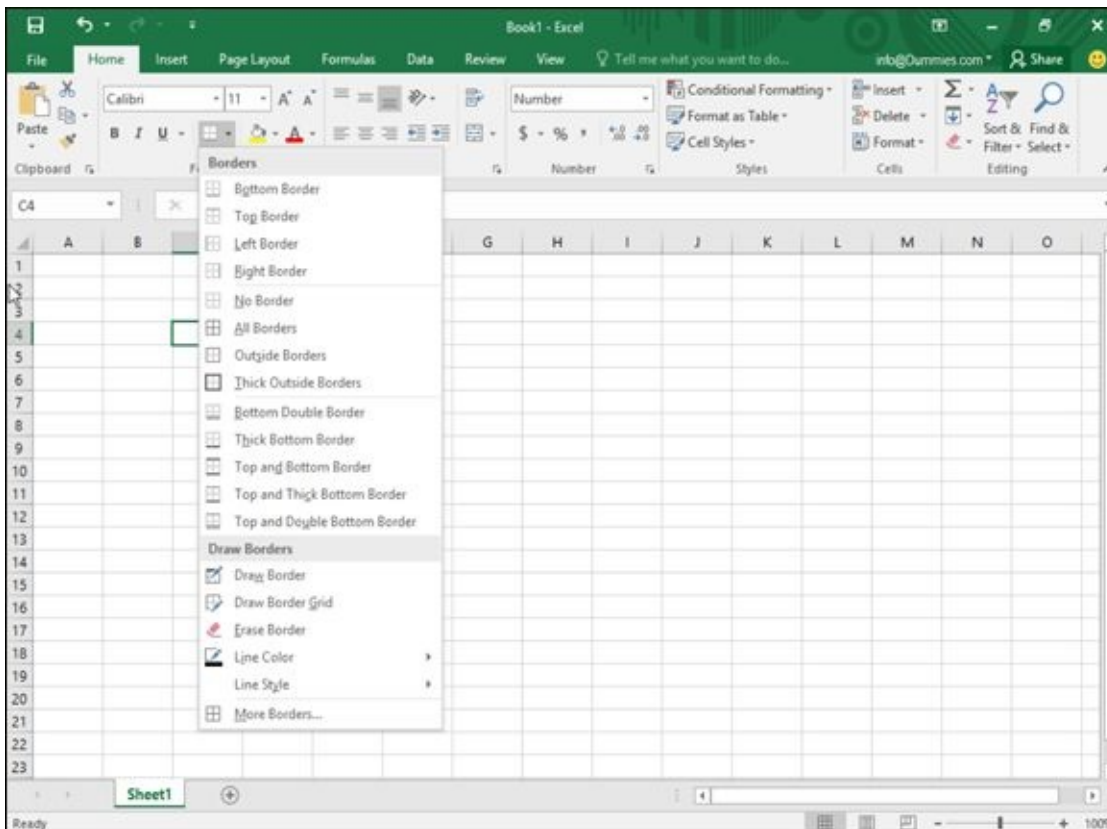 Book1 - Excel
File Home Insert Page Layout Formulas Data Review View Tell me what you want to do... info@Dummies.com Share
Calibri 11 A A Number Conditional Formatting Insert Σ A Z
Paste Format as Table Delete Sort & Find &
B I U A $ % , .0 .00 Cell Styles Format Filter Select
Clipboard Number Styles Cells Editing
Borders
C4
Bottom Border
Top Border
Left Border
Right Border
No Border
All Borders
Outside Borders
Thick Outside Borders
Bottom Double Border
Thick Bottom Border
Top and Bottom Border
Top and Thick Bottom Border
Top and Double Bottom Border
Draw Borders
Draw Border
Draw Border Grid
Erase Border
Line Color
Line Style
More Borders...
A B G H I J K L M N O
1
2
3
4
5
6
7
8
9
10
11
12
13
14
15
16
17
18
19
20
21
22
23
Sheet1
Ready